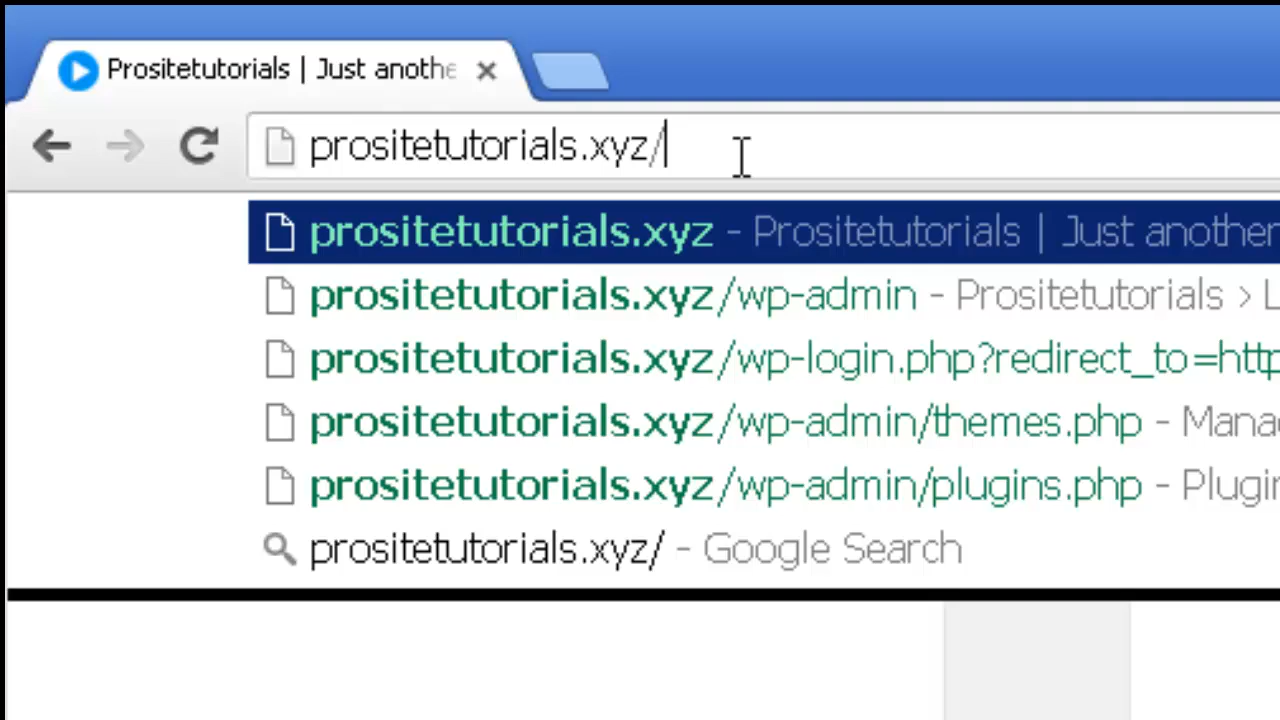 Prositetutorials | Just anothe
prositetutorials.xyz/
prositetutorials.xyz - Prositetutorials | Just another
prositetutorials.xyz/wp-admin - Prositetutorials › L
prositetutorials.xyz/wp-login.php?redirect_to=http
prositetutorials.xyz/wp-admin/themes.php - Mana
prositetutorials.xyz/wp-admin/plugins.php - Plugin
prositetutorials.xyz/ - Google Search